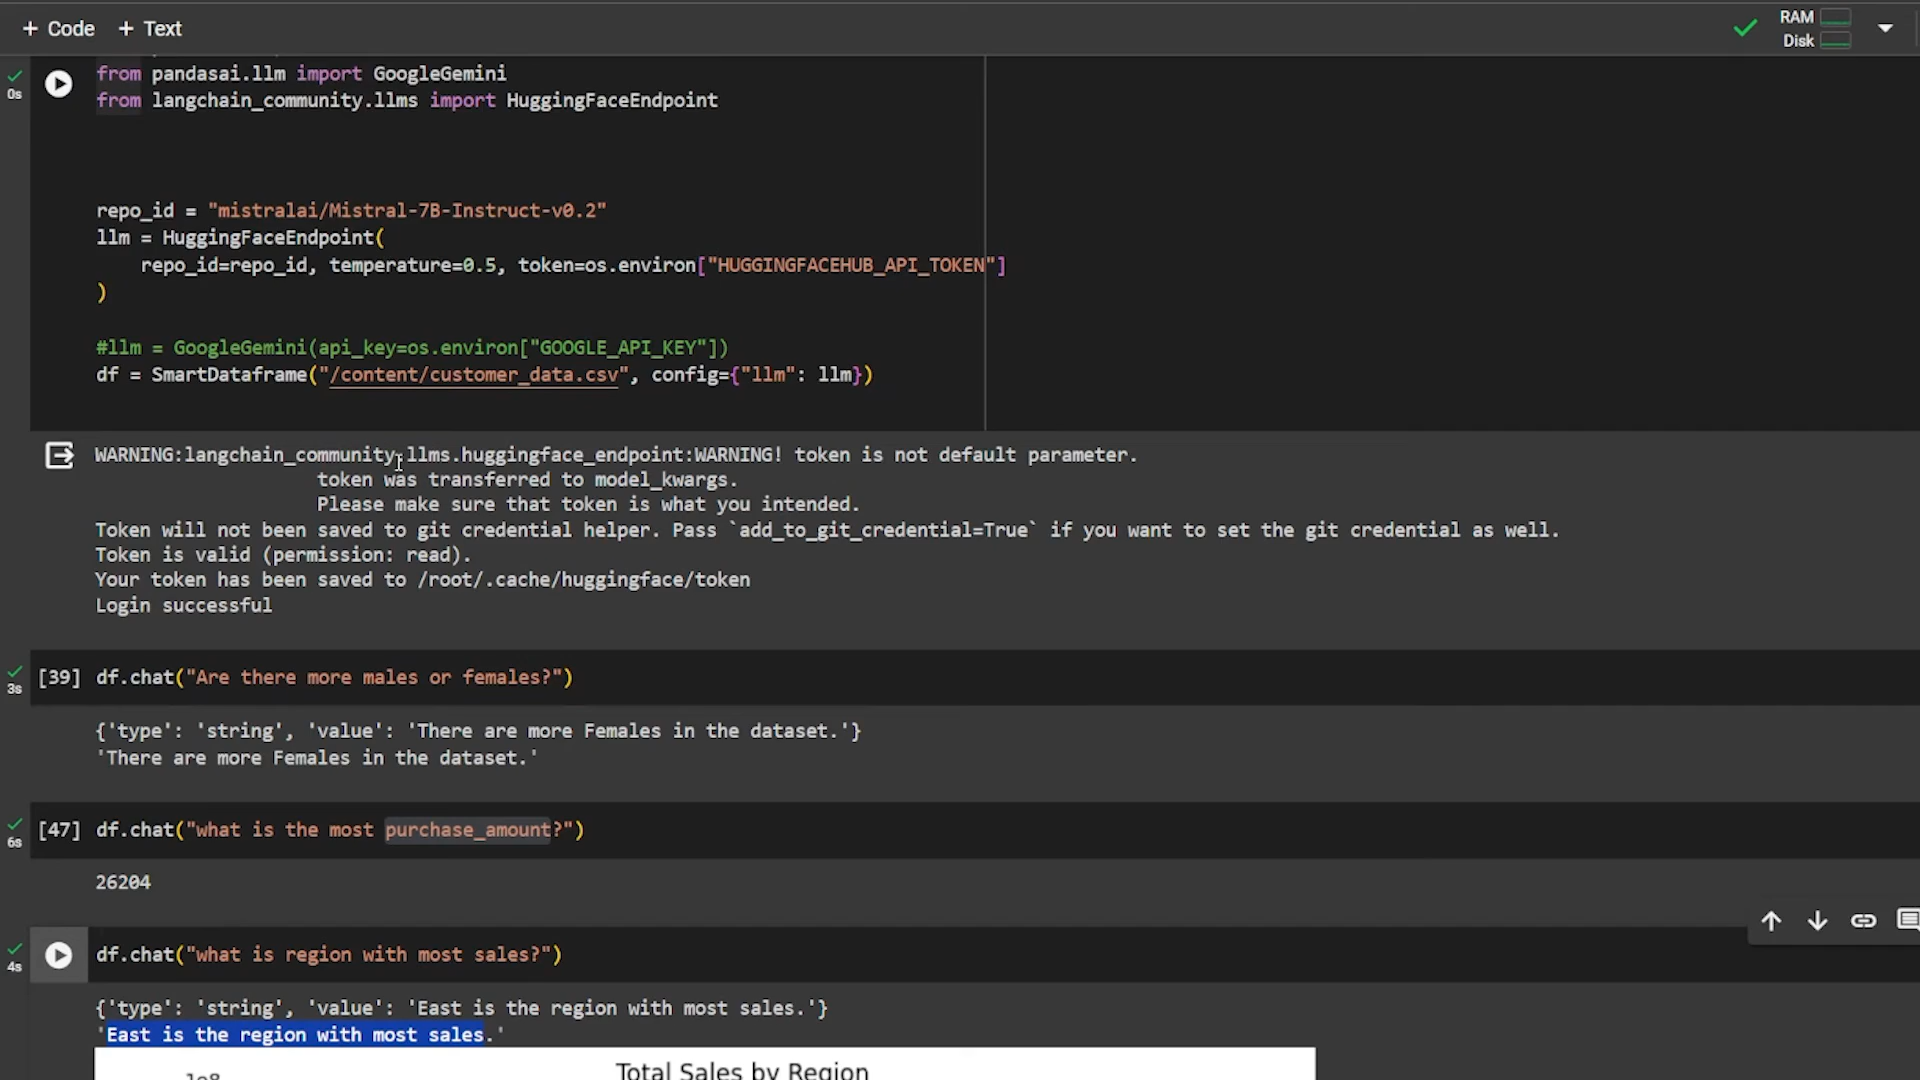 + Code + Text
RAM
Disk
0s
from pandasai.llm import GoogleGemini
from langchain_community.llms import HuggingFaceEndpoint
repo_id = "mistralai/Mistral-7B-Instruct-v0.2"
llm = HuggingFaceEndpoint(
repo_id=repo_id, temperature=0.5, token=os.environ["HUGGINGFACEHUB_API_TOKEN"]
)
#llm = GoogleGemini(api_key=os.environ["GOOGLE_API_KEY"])
df = SmartDataframe("/content/customer_data.csv", config={"llm": llm})
WARNING:langchain_community.llms.huggingface_endpoint:WARNING! token is not default parameter.
token was transferred to model_kwargs.
Please make sure that token is what you intended.
Token will not been saved to git credential helper. Pass `add_to_git_credential=True` if you want to set the git credential as well.
Token is valid (permission: read).
Your token has been saved to /root/.cache/huggingface/token
Login successful
3s [39] df.chat("Are there more males or females?")
{'type': 'string', 'value': 'There are more Females in the dataset.'}
'There are more Females in the dataset.'
6s [47] df.chat("what is the most purchase_amount?")
26204
4s df.chat("what is region with most sales?")
{'type': 'string', 'value': 'East is the region with most sales.'}
'East is the region with most sales.'
Total Sales by Region
1e8